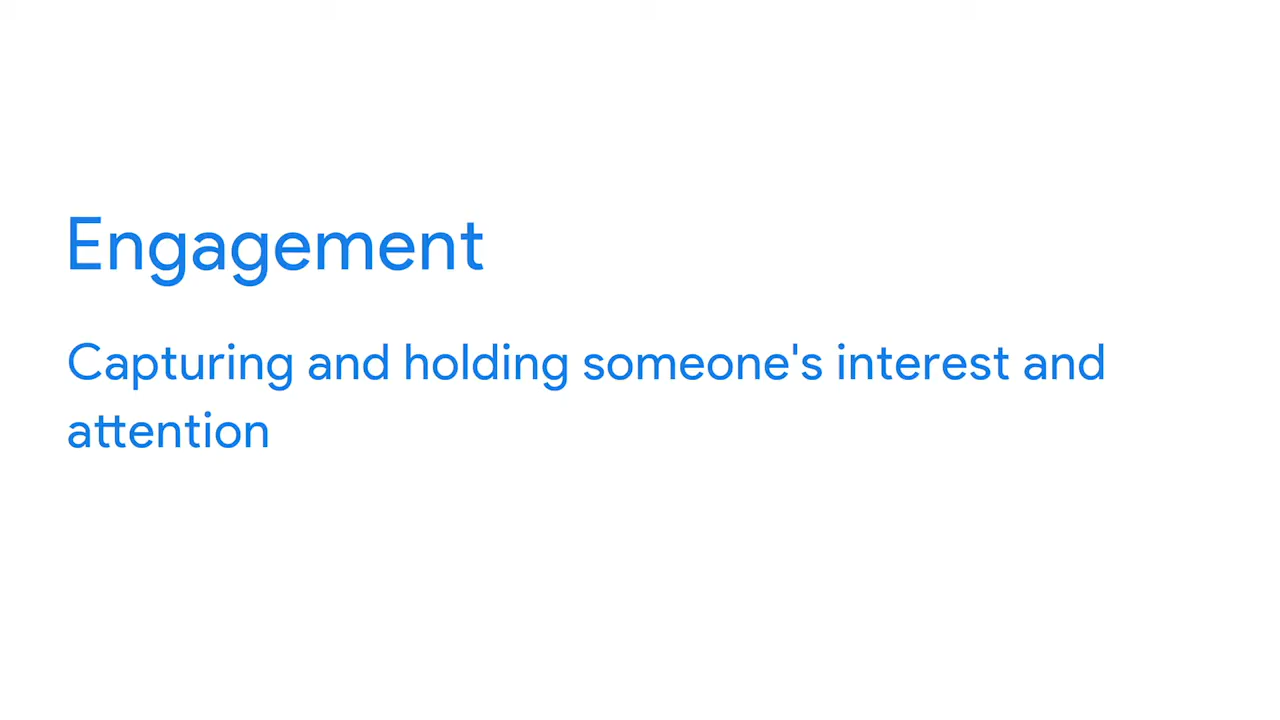 Engagement
Capturing and holding someone's interest and
attention